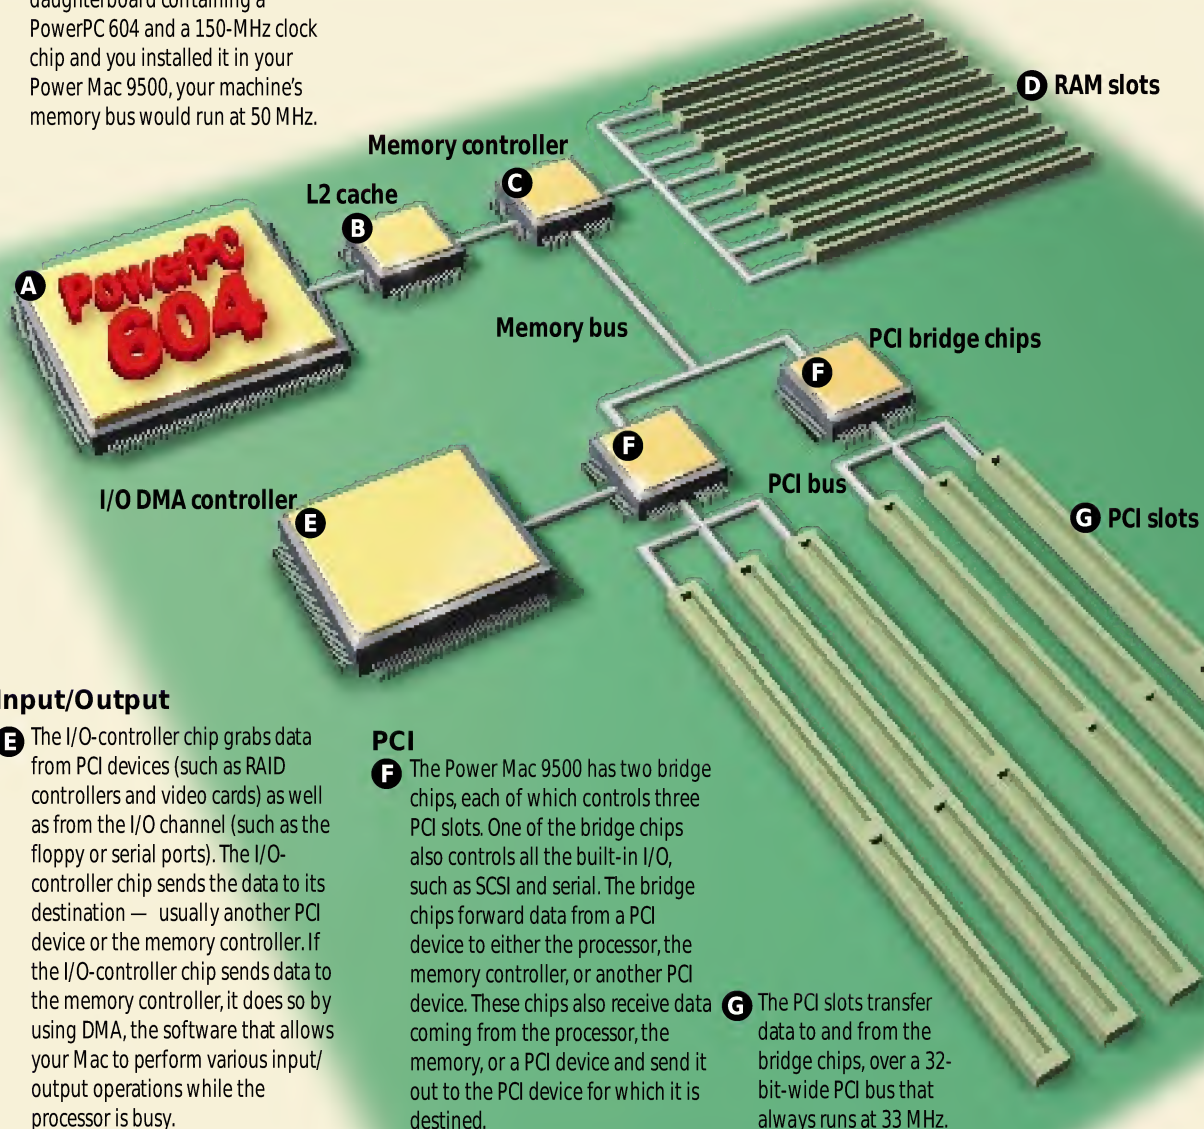 daughterboard containing a
PowerPC 604 and a 150-MHz clock
chip and you installed it in your
Power Mac 9500, your machine's
memory bus would run at 50 MHz.
D RAM slots
Memory controller
C
L2 cache
B
A
PowerPC
604
Memory bus
PCI bridge chips
F
F
PCI bus
I/O DMA controller
E
G PCI slots
Input/Output
E The I/O-controller chip grabs data
from PCI devices (such as RAID
controllers and video cards) as well
as from the I/O channel (such as the
floppy or serial ports). The I/O-
controller chip sends the data to its
destination — usually another PCI
device or the memory controller. If
the I/O-controller chip sends data to
the memory controller, it does so by
using DMA, the software that allows
your Mac to perform various input/
output operations while the
processor is busy.
PCI
F The Power Mac 9500 has two bridge
chips, each of which controls three
PCI slots. One of the bridge chips
also controls all the built-in I/O,
such as SCSI and serial. The bridge
chips forward data from a PCI
device to either the processor, the
memory controller, or another PCI
device. These chips also receive data
coming from the processor, the
memory, or a PCI device and send it
out to the PCI device for which it is
destined.
G The PCI slots transfer
data to and from the
bridge chips, over a 32-
bit-wide PCI bus that
always runs at 33 MHz.